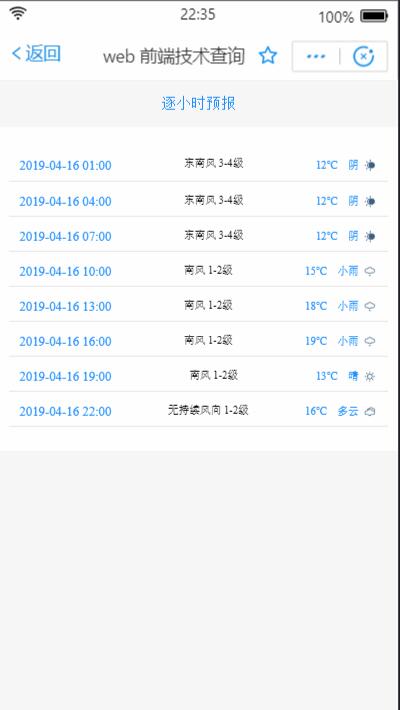 22:35 100%
返回 web 前端技术查询
逐小时预报
2019-04-16 01:00 东南风 3-4级 12℃ 阴
2019-04-16 04:00 东南风 3-4级 12℃ 阴
2019-04-16 07:00 东南风 3-4级 12℃ 阴
2019-04-16 10:00 南风 1-2级 15℃ 小雨
2019-04-16 13:00 南风 1-2级 18℃ 小雨
2019-04-16 16:00 南风 1-2级 19℃ 小雨
2019-04-16 19:00 南风 1-2级 13℃ 晴
2019-04-16 22:00 无持续风向 1-2级 16℃ 多云